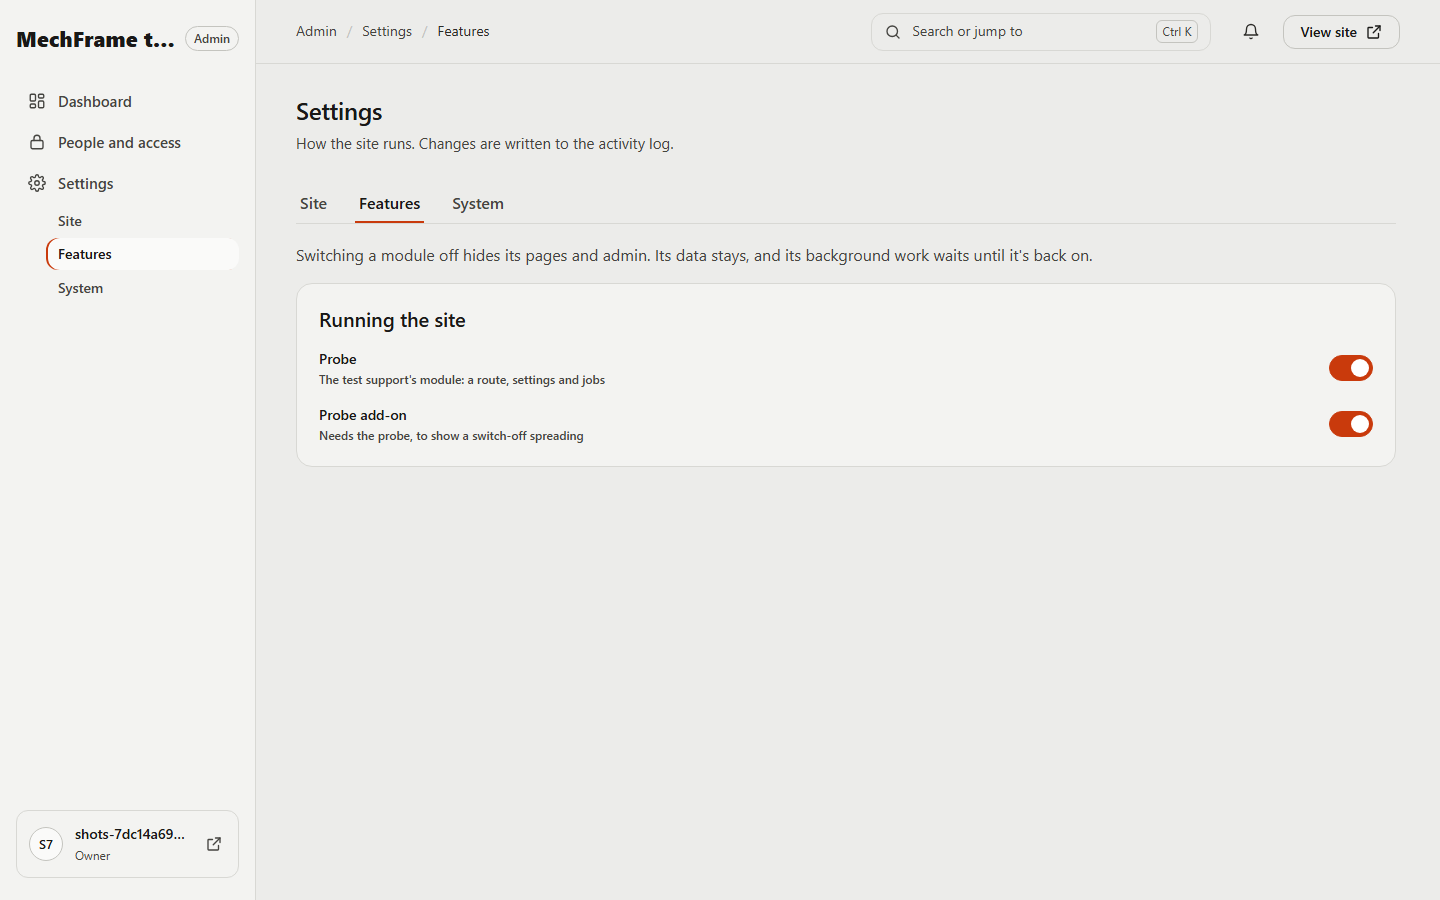 MechFrame t...
Admin
Dashboard
People and access
Settings
Site
Features
System
S7
shots-7dc14a69...
Owner
Admin / Settings / Features
Search or jump to
Ctrl K
View site
Settings
How the site runs. Changes are written to the activity log.
Site
Features
System
Switching a module off hides its pages and admin. Its data stays, and its background work waits until it's back on.
Running the site
Probe
The test support's module: a route, settings and jobs
Probe add-on
Needs the probe, to show a switch-off spreading